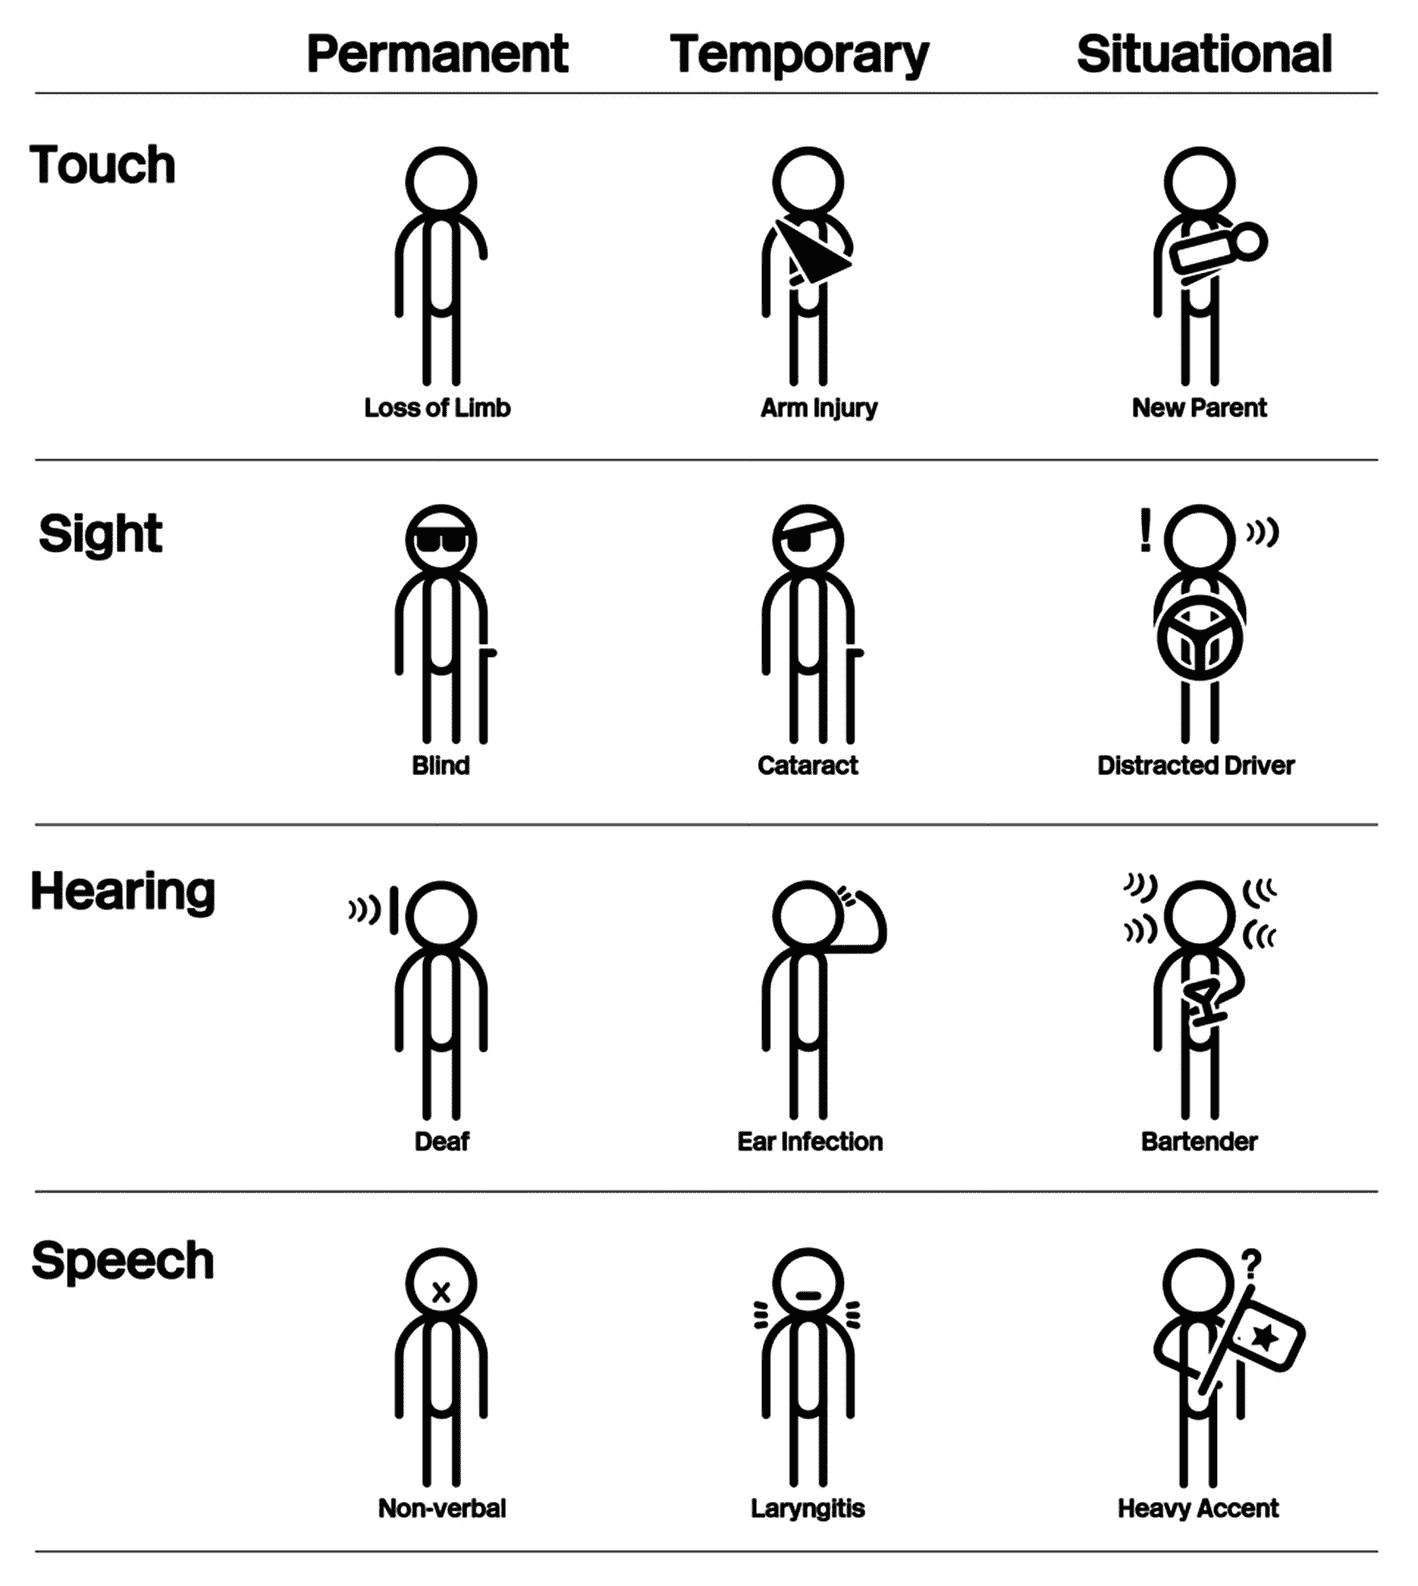 Permanent Temporary Situational
Touch
Loss of Limb Arm Injury New Parent
Sight
!
Blind Cataract Distracted Driver
Hearing
Deaf Ear Infection Bartender
Speech
?
x
Non-verbal Laryngitis Heavy Accent